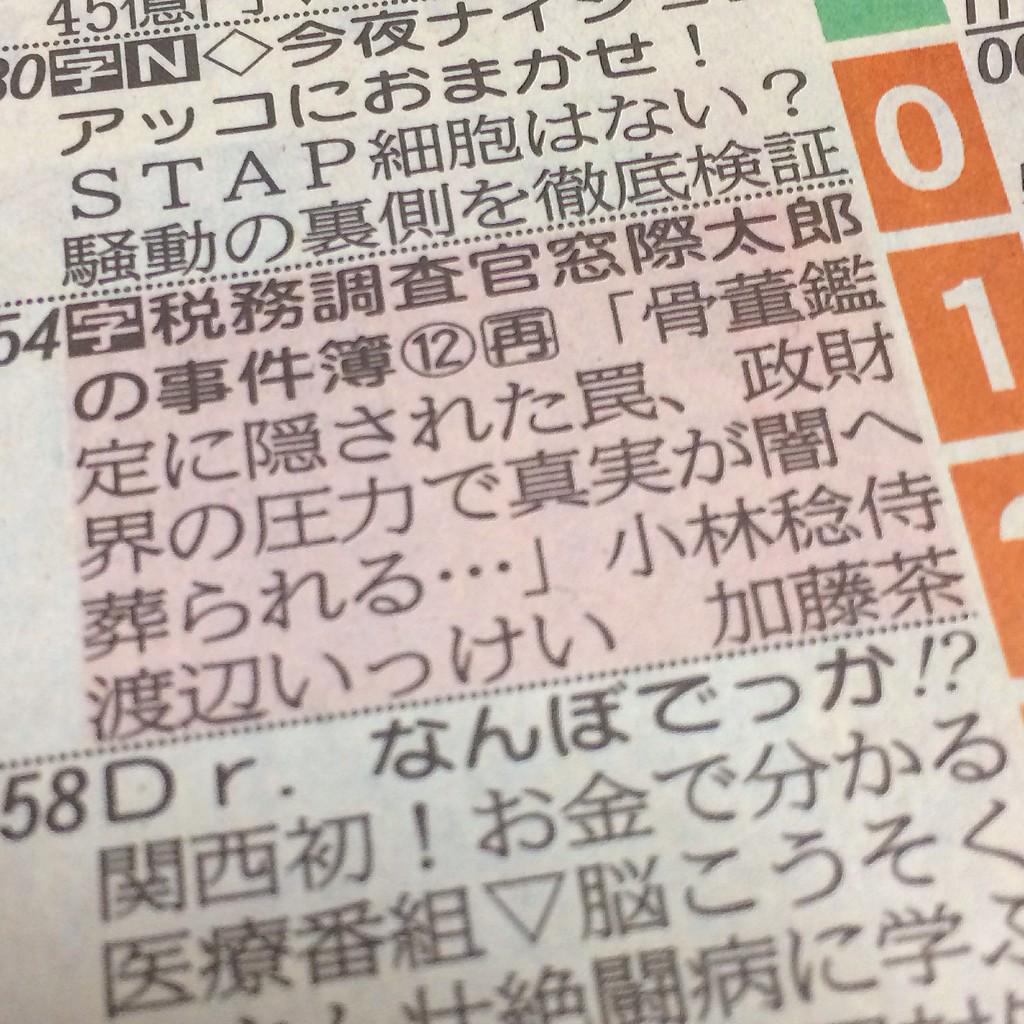 45億円
30字N◇今夜ナイン
アッコにおまかせ！
ＳＴＡＰ細胞はない？
騒動の裏側を徹底検証
54字税務調査官窓際太郎
の事件簿⑫再「骨董鑑
定に隠された罠、政財
界の圧力で真実が闇へ
葬られる…」小林稔侍
渡辺いっけい　加藤茶
58Ｄｒ．なんぼでっか!?
関西初！お金で分かる
医療番組▽脳こうそく
壮絶闘病に学ぶ
0
1
00